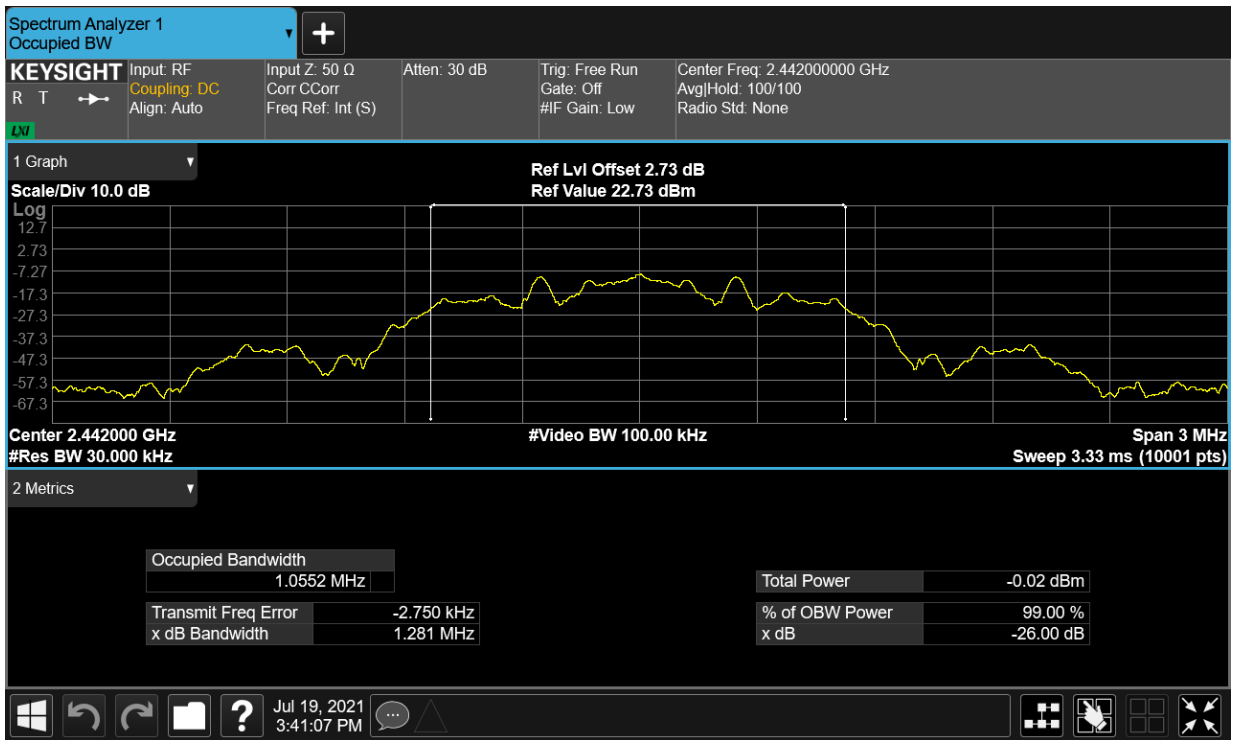 Spectrum Analyzer 1
Occupied BW
KEYSIGHT
R T
LXI
Input: RF
Coupling: DC
Align: Auto
Input Z: 50 Ω
Corr CCorr
Freq Ref: Int (S)
Atten: 30 dB
Trig: Free Run
Gate: Off
#IF Gain: Low
Center Freq: 2.442000000 GHz
Avg|Hold: 100/100
Radio Std: None
1 Graph
Scale/Div 10.0 dB
Ref Lvl Offset 2.73 dB
Ref Value 22.73 dBm
Log
12.7
2.73
-7.27
-17.3
-27.3
-37.3
-47.3
-57.3
-67.3
Center 2.442000 GHz
#Video BW 100.00 kHz
Span 3 MHz
#Res BW 30.000 kHz
Sweep 3.33 ms (10001 pts)
2 Metrics
Occupied Bandwidth
1.0552 MHz
Total Power -0.02 dBm
Transmit Freq Error -2.750 kHz
% of OBW Power 99.00 %
x dB Bandwidth 1.281 MHz
x dB -26.00 dB
?
Jul 19, 2021
3:41:07 PM